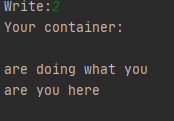 Write:2
Your container:
are doing what you
are you here